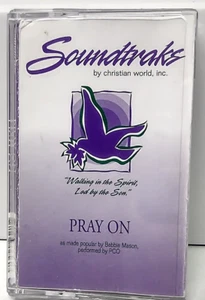 Soundtraks
by christian world, inc.
"Walking in the Spirit,
Led by the Son."
PRAY ON
as made popular by Babbie Mason,
performed by PCO